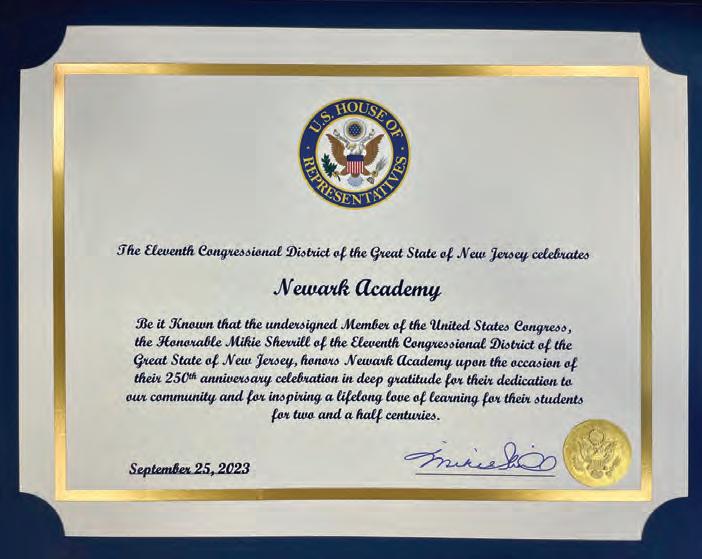 U.S. HOUSE OF
REPRESENTATIVES
The Eleventh Congressional District of the Great State of New Jersey celebrates
Newark Academy
Be it Known that the undersigned Member of the United States Congress,
the Honorable Mikie Sherrill of the Eleventh Congressional District of the
Great State of New Jersey, honors Newark Academy upon the occasion of
their 250th anniversary celebration in deep gratitude for their dedication to
our community and for inspiring a lifelong love of learning for their students
for two and a half centuries.
September 25, 2023